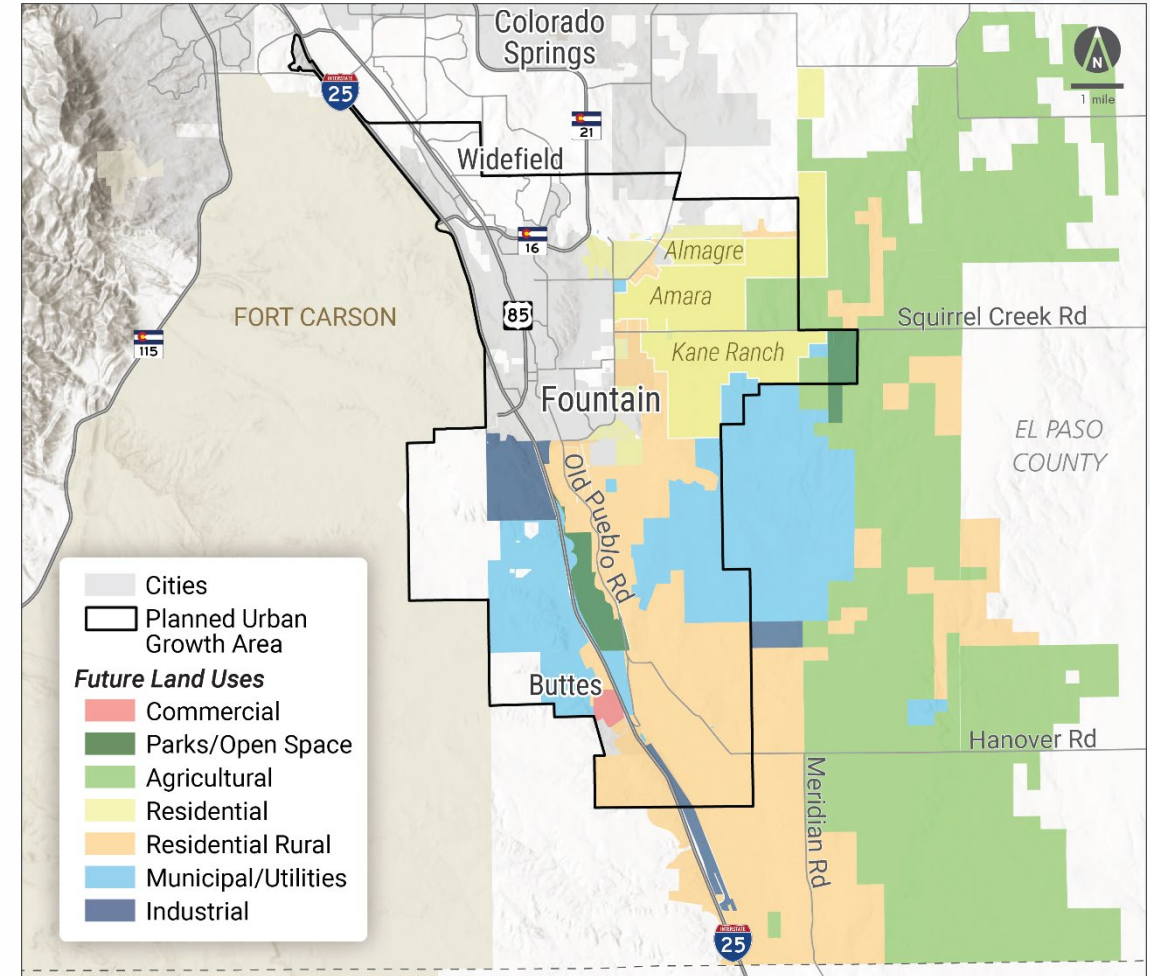 Colorado
Springs
N
1 mile
INTERSTATE
25
21
Widefield
16
Almagre
Amara
85
FORT CARSON
Squirrel Creek Rd
115
Kane Ranch
Fountain
EL PASO
COUNTY
Old Pueblo Rd
Cities
Planned Urban
Growth Area
Future Land Uses
Commercial
Parks/Open Space
Agricultural
Residential
Residential Rural
Municipal/Utilities
Industrial
Buttes
Hanover Rd
Meridian Rd
INTERSTATE
25